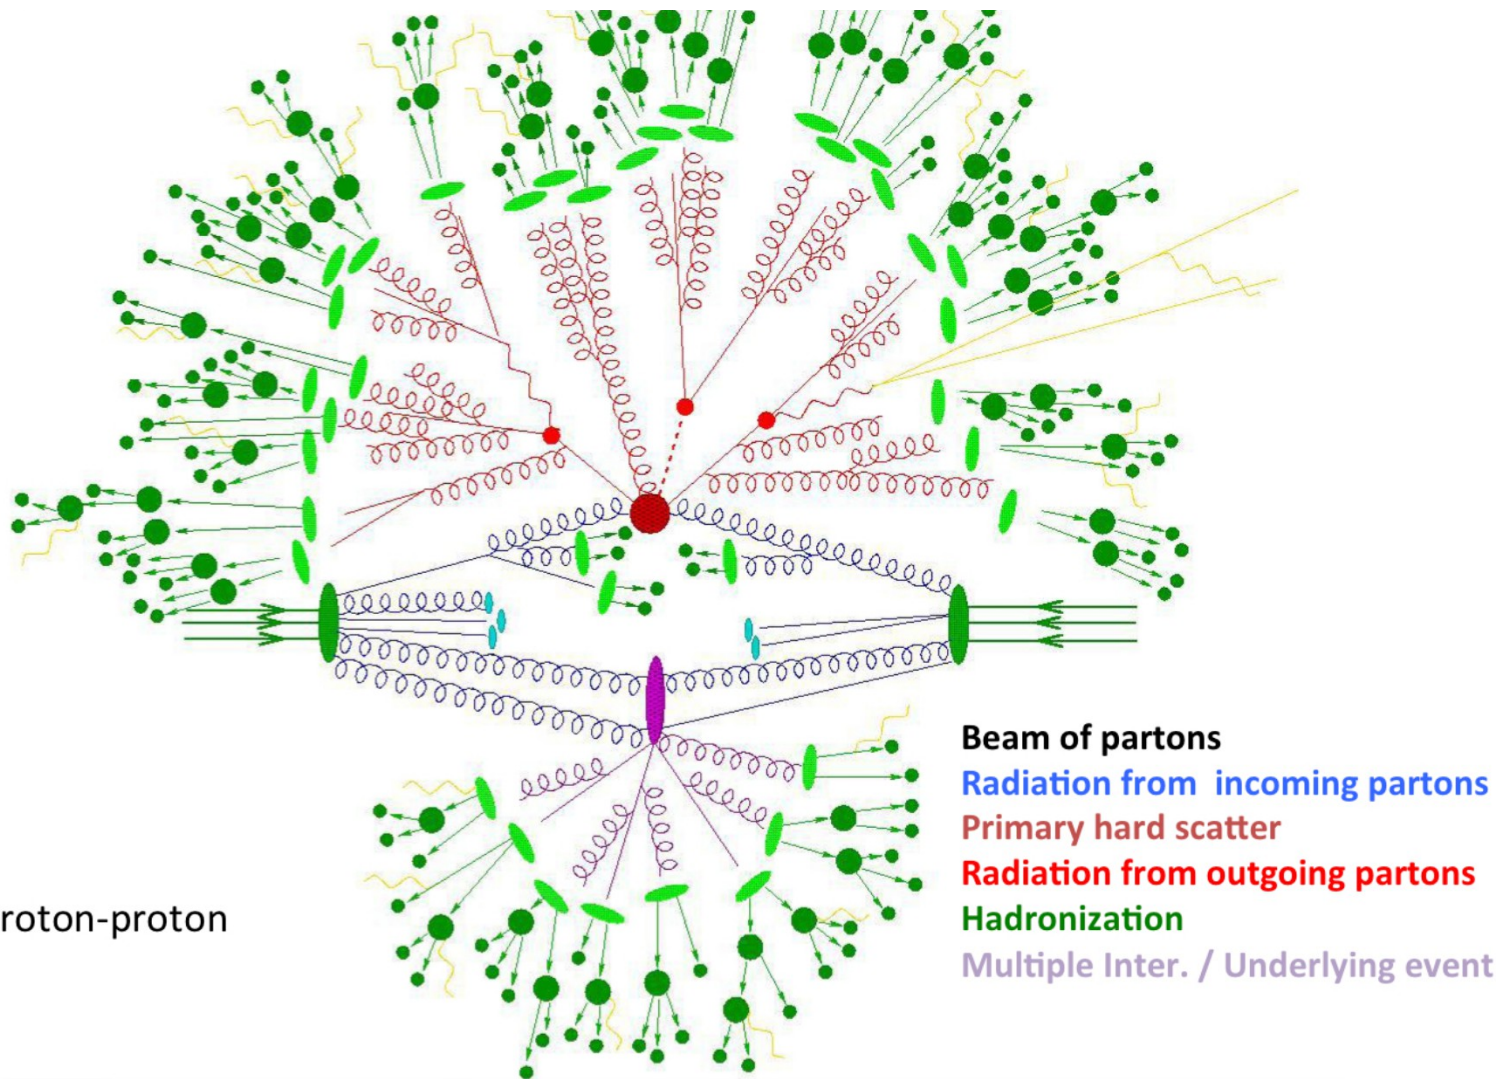 Beam of partons
Radiation from incoming partons
Primary hard scatter
Radiation from outgoing partons
Hadronization
roton-proton
Multiple Inter. / Underlying event